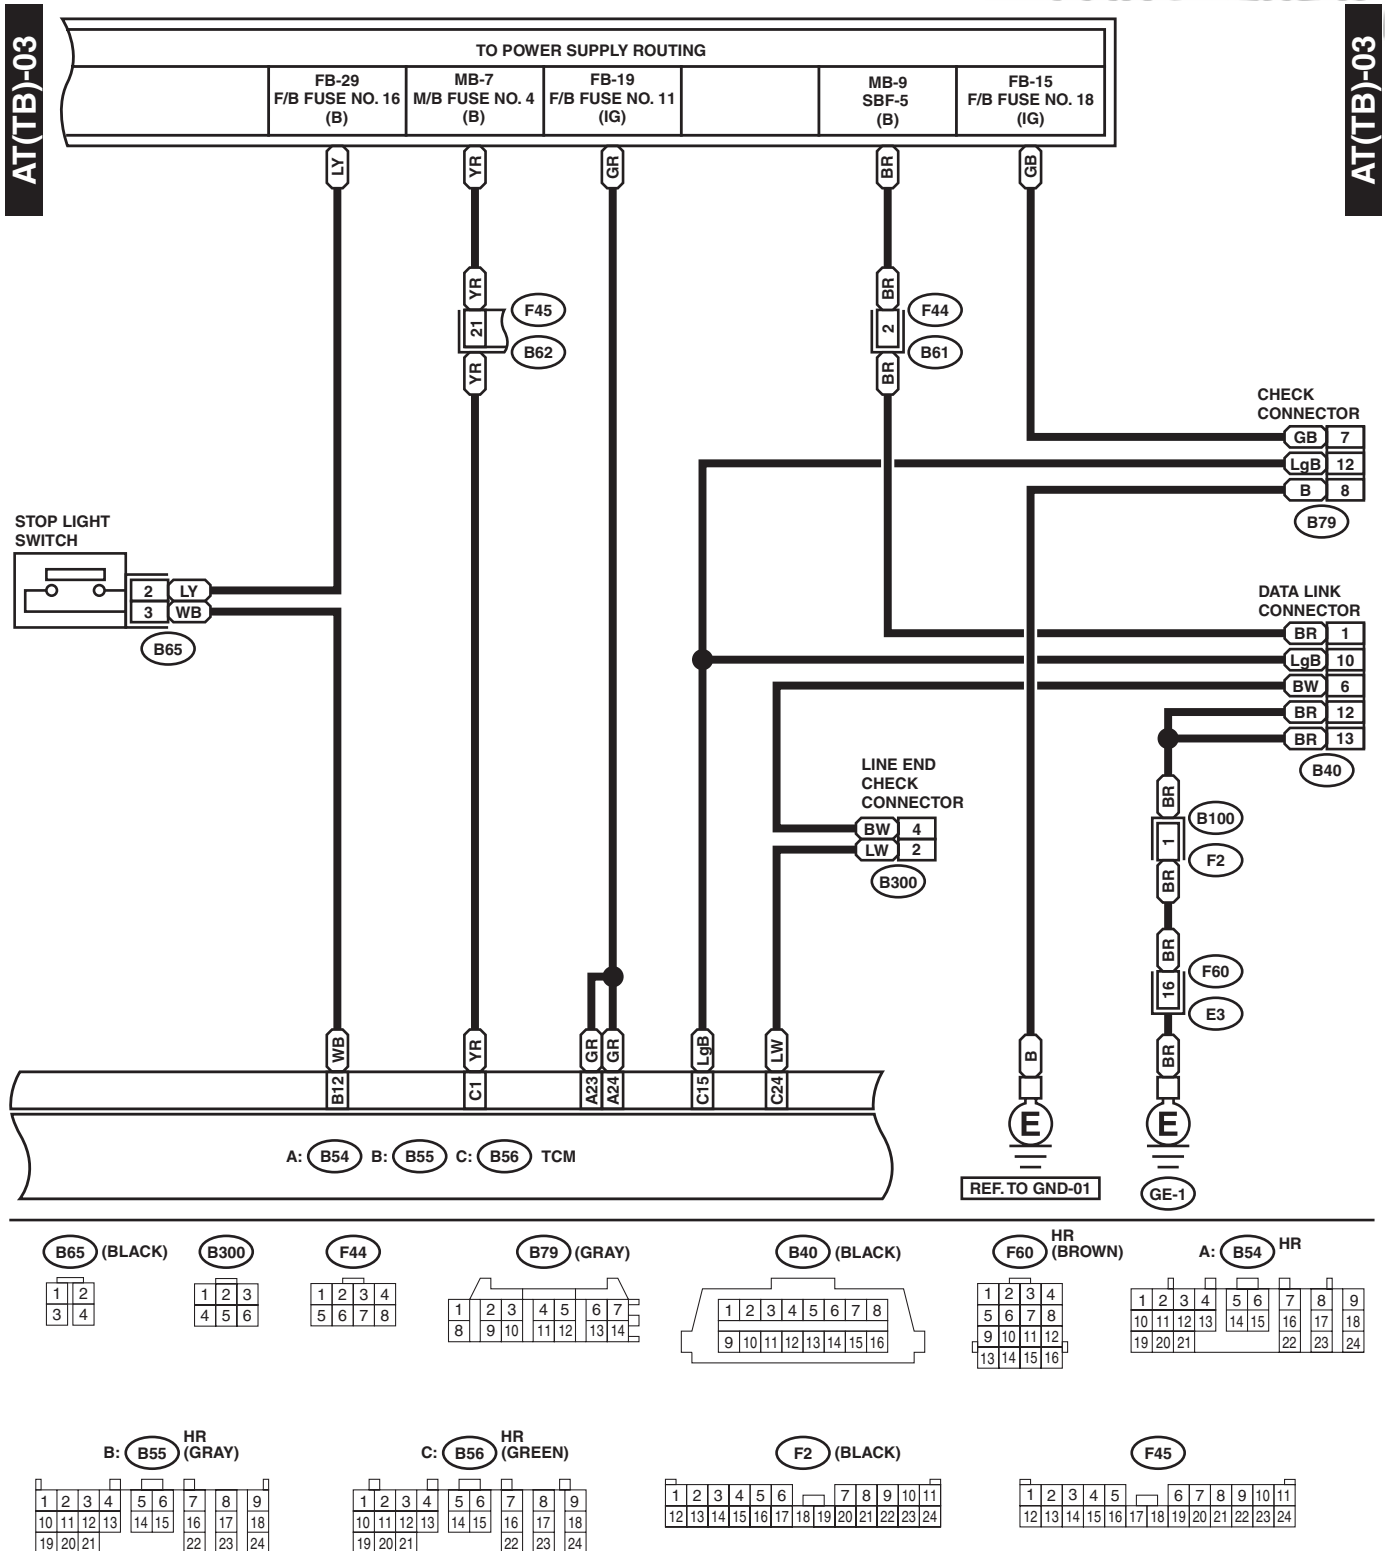 AT(TB)-03
AT(TB)-03
TO POWER SUPPLY ROUTING
FB-29
F/B FUSE NO. 16
(B)
MB-7
M/B FUSE NO. 4
(B)
FB-19
F/B FUSE NO. 11
(IG)
MB-9
SBF-5
(B)
FB-15
F/B FUSE NO. 18
(IG)
LY
YR
GR
BR
GB
YR
21
YR
F45
B62
BR
2
BR
F44
B61
CHECK
CONNECTOR
GB 7
LgB 12
B 8
B79
STOP LIGHT
SWITCH
2 LY
3 WB
B65
DATA LINK
CONNECTOR
BR 1
LgB 10
BW 6
BR 12
BR 13
B40
LINE END
CHECK
CONNECTOR
BW 4
LW 2
B300
BR
1
BR
B100
F2
BR
16
BR
F60
E3
WB
YR
GR
GR
LgB
LW
B
B12
C1
A23
A24
C15
C24
E
E
A: B54 B: B55 C: B56 TCM
REF. TO GND-01
GE-1
B65 (BLACK)
1 2
3 4
B300
1 2 3
4 5 6
F44
1 2 3 4
5 6 7 8
B79 (GRAY)
1 2 3 4 5 6 7
8 9 10 11 12 13 14
B40 (BLACK)
1 2 3 4 5 6 7 8
9 10 11 12 13 14 15 16
F60 HR
(BROWN)
1 2 3 4
5 6 7 8
9 10 11 12
13 14 15 16
A: B54 HR
1 2 3 4 5 6 7 8 9
10 11 12 13 14 15 16 17 18
19 20 21 22 23 24
B: B55 HR
(GRAY)
1 2 3 4 5 6 7 8 9
10 11 12 13 14 15 16 17 18
19 20 21 22 23 24
C: B56 HR
(GREEN)
1 2 3 4 5 6 7 8 9
10 11 12 13 14 15 16 17 18
19 20 21 22 23 24
F2 (BLACK)
1 2 3 4 5 6 7 8 9 10 11
12 13 14 15 16 17 18 19 20 21 22 23 24
F45
1 2 3 4 5 6 7 8 9 10 11
12 13 14 15 16 17 18 19 20 21 22 23 24